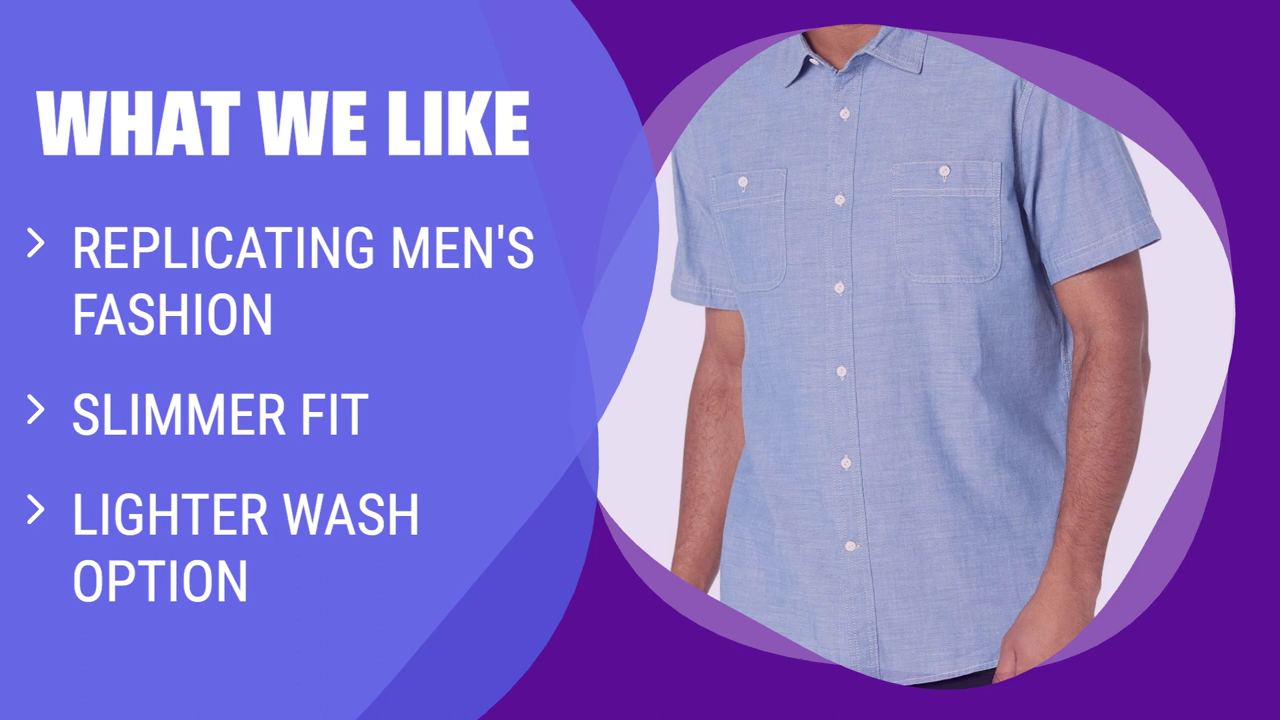 WHAT WE LIKE
REPLICATING MEN'S
FASHION
SLIMMER FIT
LIGHTER WASH
OPTION